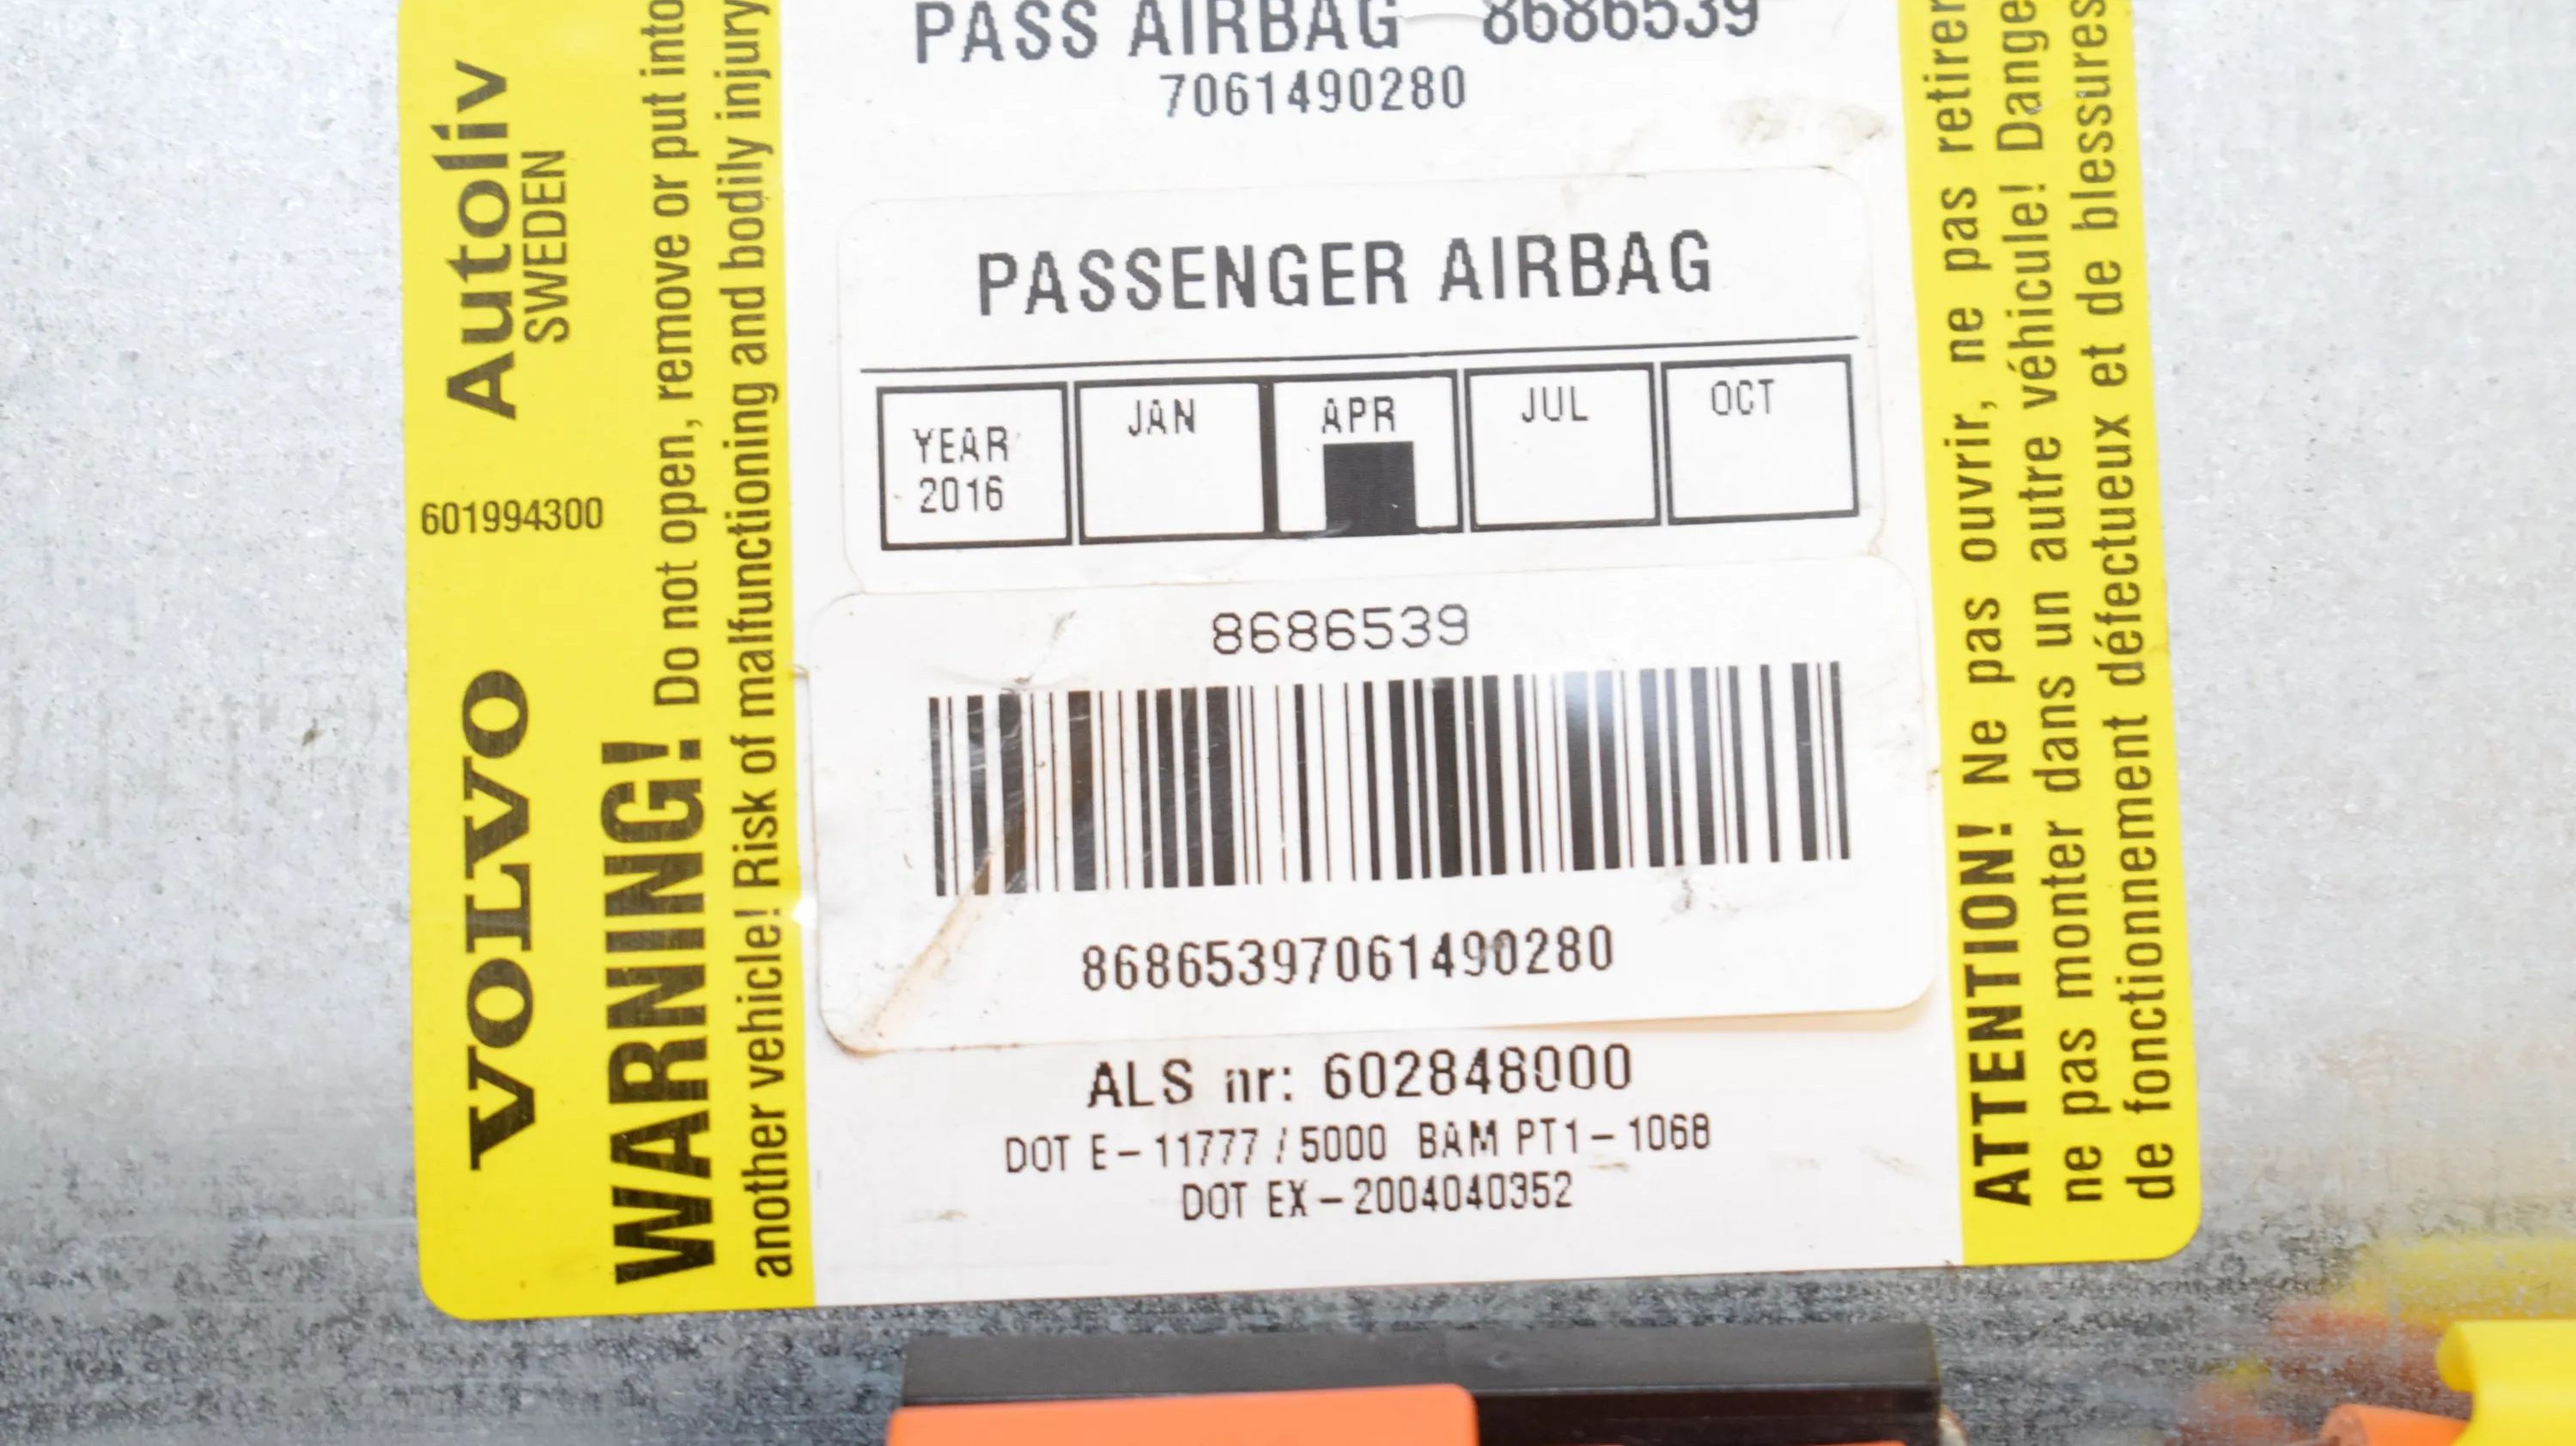 VOLVO 601994300 Autoliv
SWEDEN
WARNING! Do not open, remove or put into
another vehicle! Risk of malfunctioning and bodily injury
PASS AIRBAG 8686539
7061490280
PASSENGER AIRBAG
YEAR JAN APR JUL OCT
2016
8686539
86865397061490280
ALS nr: 602848000
DOT E-11777 / 5000 BAM PT1-1068
DOT EX-2004040352
ATTENTION! Ne pas ouvrir, ne pas retirer
ne pas monter dans un autre véhicule! Dange
de fonctionnement défectueux et de blessures